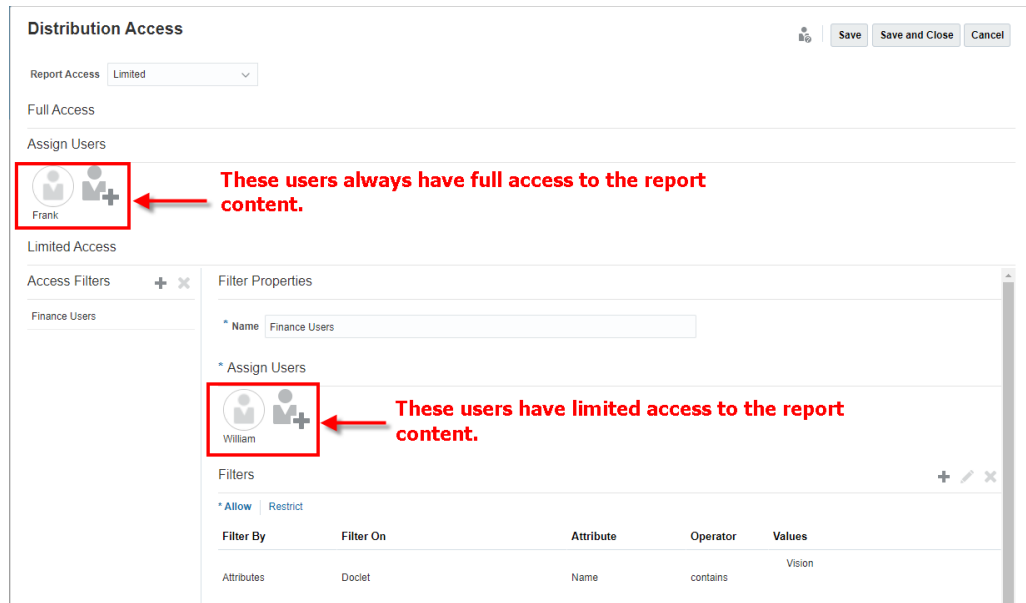 Distribution Access
Save Save and Close Cancel
Report Access Limited
Full Access
Assign Users
These users always have full access to the report
content.
Frank
Limited Access
Access Filters
Filter Properties
Finance Users
* Name Finance Users
* Assign Users
These users have limited access to the report
content.
William
Filters
* Allow Restrict
Filter By Filter On Attribute Operator Values
Vision
Attributes Doclet Name contains